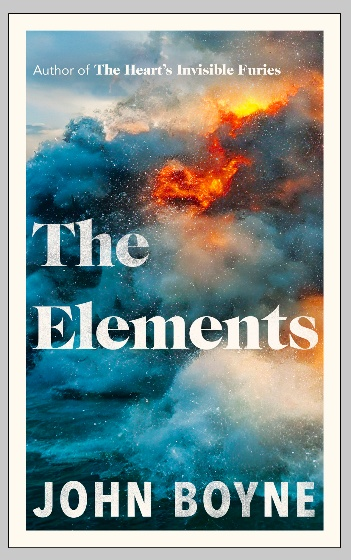 Author of The Heart's Invisible Furies
The
Elements
JOHN BOYNE